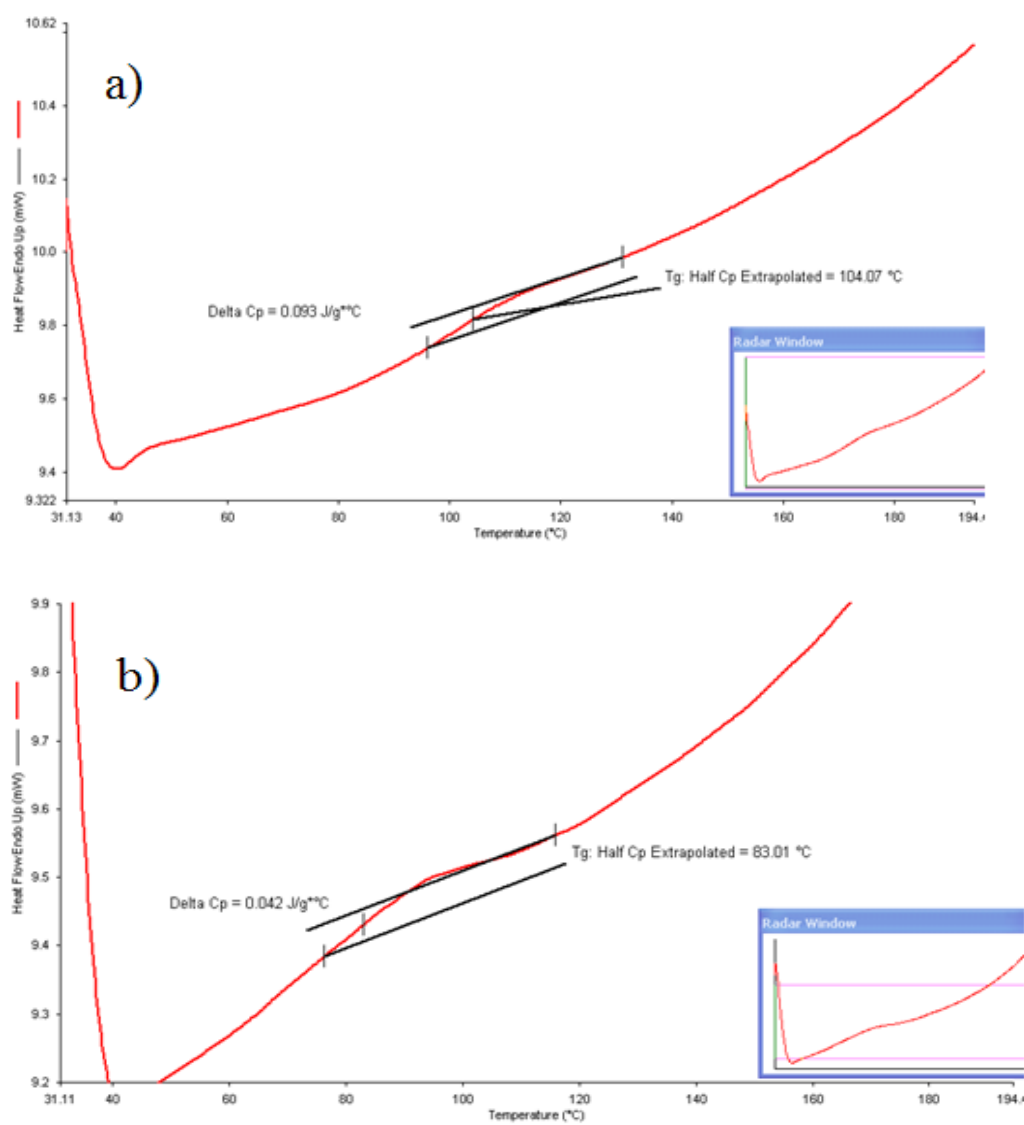 10.62
a)
10.4
10.2
10.0
9.8
9.6
9.4
9.322
Heat Flow Endo Up (mW)
Delta Cp = 0.093 J/g*°C
Tg: Half Cp Extrapolated = 104.07 °C
Radar Window
31.13 40 60 80 100 120 140 160 180
Temperature (°C)
9.9
b)
9.8
9.7
9.6
9.5
9.4
9.3
9.2
Heat Flow Endo Up (mW)
Tg: Half Cp Extrapolated = 83.01 °C
Delta Cp = 0.042 J/g*°C
Radar Window
31.11 40 60 80 100 120 140 160 180
Temperature (°C)